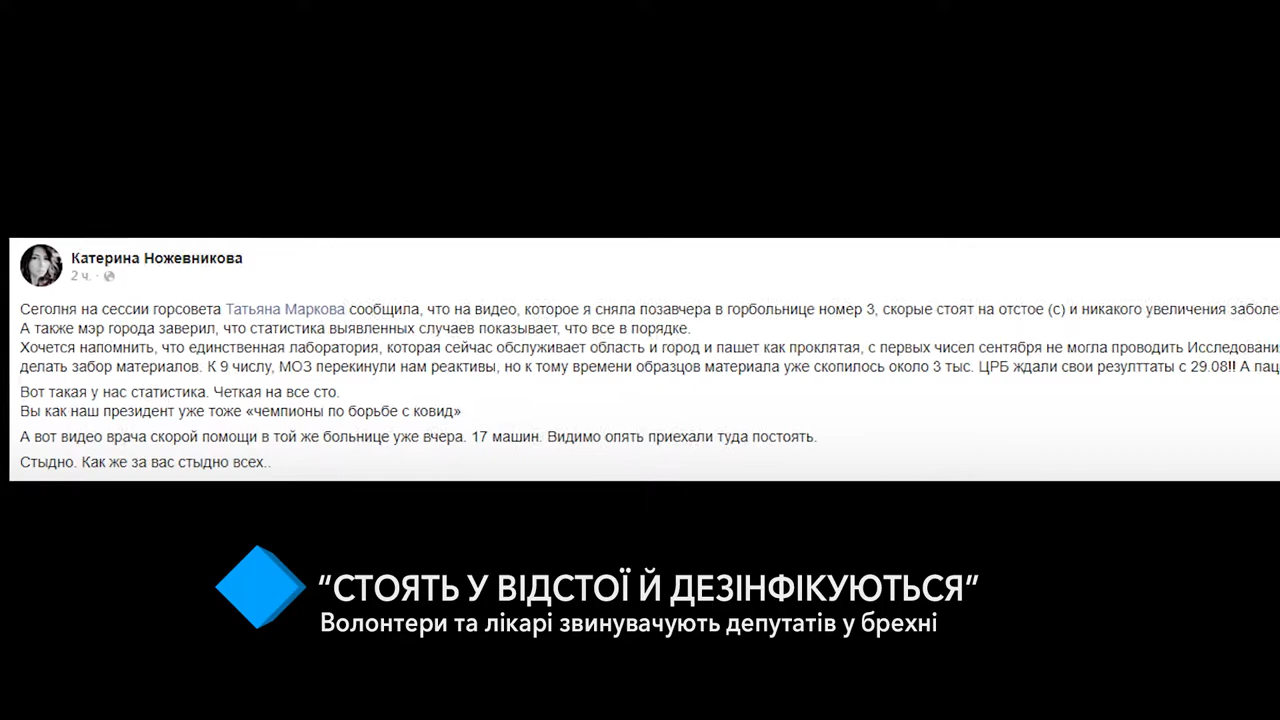 Катерина Ножевникова
2 ч. ·
Сегопня на сессии горсовета Татьяна Маркова сообщила, что на видео, которое я сняла позавчера в горбольнице номер 3, скорые стоят на отстое (с) и никакого увеличения заболе
А также мэр города заверил, что статистика выявленных случаев показывает, что все в порядке.
Хочется напомнить, что единственная лаборатория, которая сейчас обслуживает область и город и пашет как проклятая, с первых чисел сентября не могла проводить Исследовани
делать забор материалов. К 9 числу, МОЗ перекинули нам реактивы, но к тому времени образцов материала уже скопилось около 3 тыс. ЦРБ ждали свои резулттаты с 29.08!! А пац
Вот такая у нас статистика. Четкая на все сто.
Вы как наш президент уже тоже «чемпионы по борьбе с ковид»
А вот видео врача скорой помощи в той же больнице уже вчера. 17 машин. Видимо опять приехали туда постоять.
Стыдно. Как же за вас стыдно всех..
“СТОЯТЬ У ВІДСТОЇ Й ДЕЗІНФІКУЮТЬСЯ”
Волонтери та лікарі звинувачують депутатів у брехні